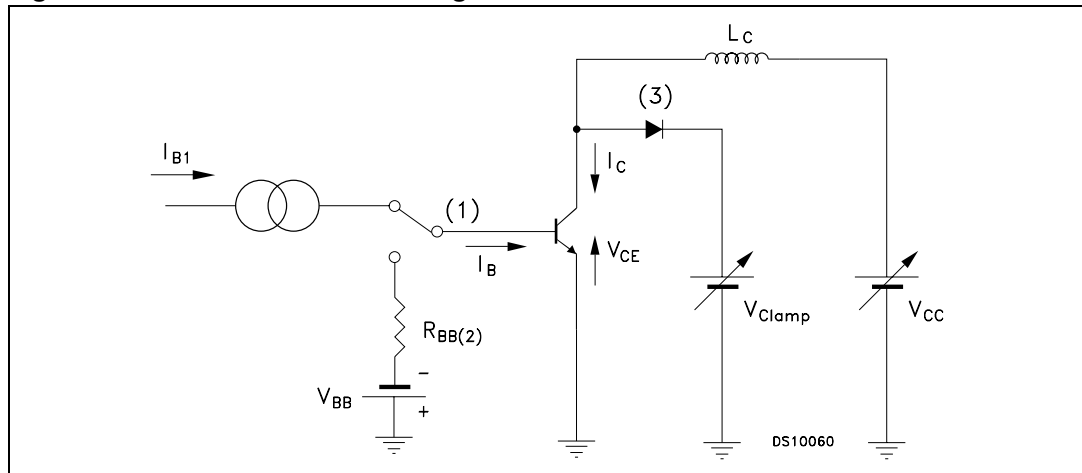 L_C
(3)
I_B1
I_C
(1)
I_B
V_CE
V_Clamp
V_CC
R_BB(2)
V_BB
-
+
DS10060